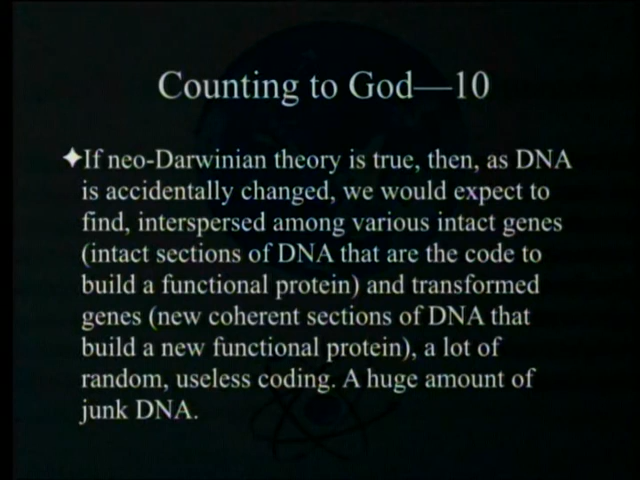 Counting to God—10
✦If neo-Darwinian theory is true, then, as DNA
is accidentally changed, we would expect to
find, interspersed among various intact genes
(intact sections of DNA that are the code to
build a functional protein) and transformed
genes (new coherent sections of DNA that
build a new functional protein), a lot of
random, useless coding. A huge amount of
junk DNA.